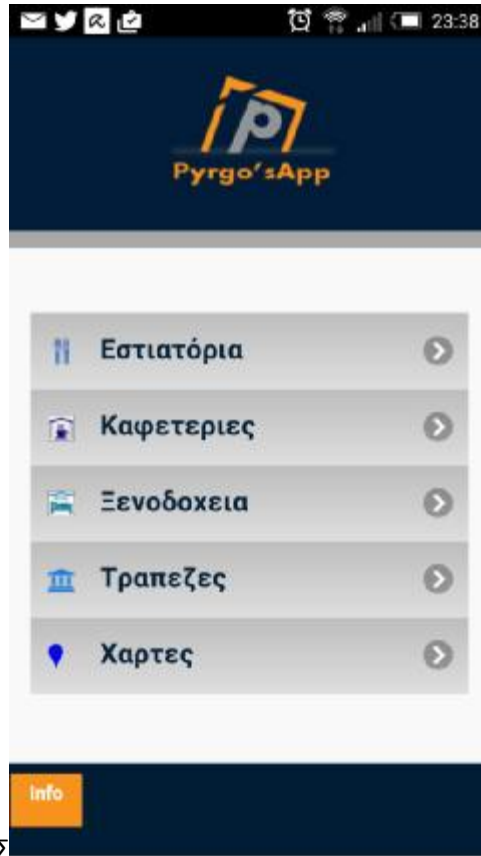 23:38
Pyrgo'sApp
Εστιατόρια
Καφετεριες
Ξενοδοχεια
Τραπεζες
Χαρτες
Info